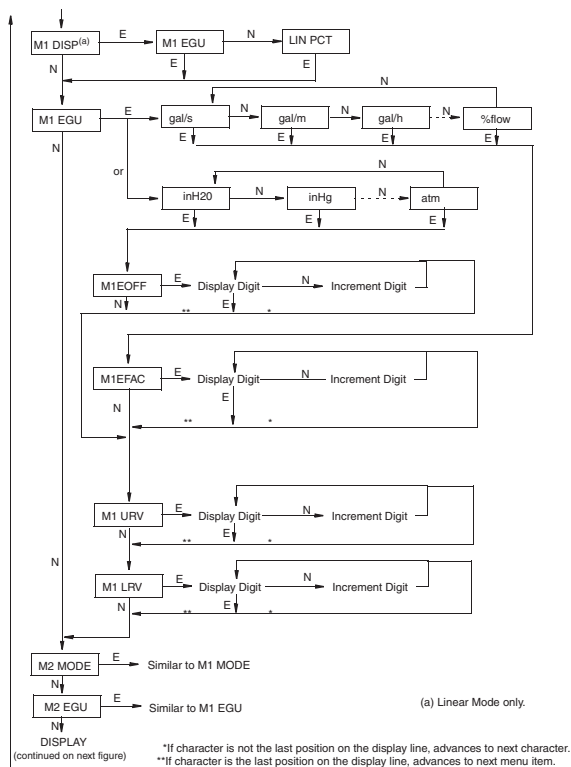 M1 DISP(a) E M1 EGU N LIN PCT
N E E
N
M1 EGU E gal/s N gal/m N gal/h N %flow
E E E E
N
or
N
inH20 N inHg N atm
E E E
M1EOFF E Display Digit N Increment Digit
N E
** *
M1EFAC E Display Digit N Increment Digit
N E
** *
M1 URV E Display Digit N Increment Digit
N E
** *
N
M1 LRV E Display Digit N Increment Digit
N E
** *
M2 MODE E Similar to M1 MODE
N
M2 EGU E Similar to M1 EGU
N
(a) Linear Mode only.
DISPLAY
(continued on next figure)
*If character is not the last position on the display line, advances to next character.
**If character is the last position on the display line, advances to next menu item.